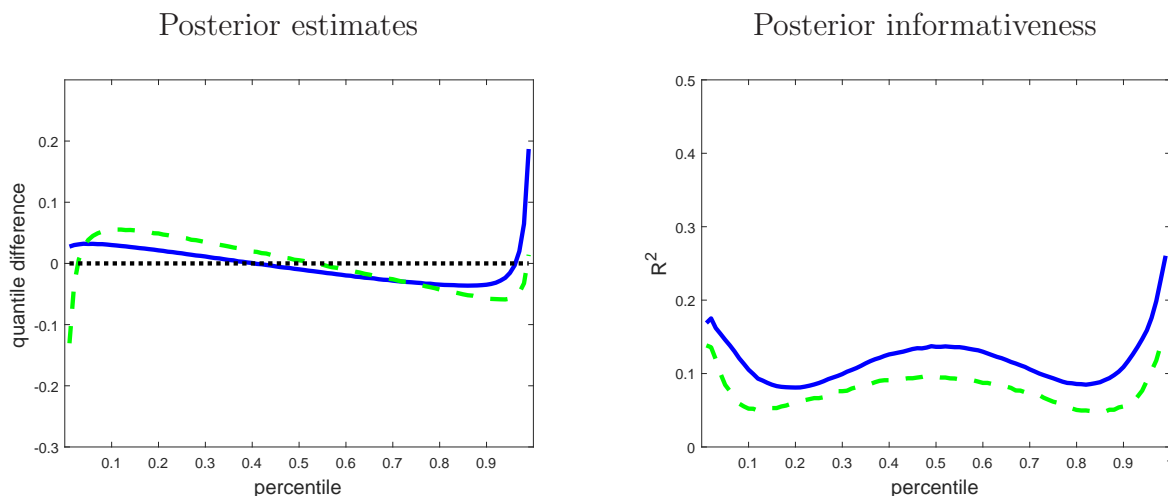 Posterior estimates
0.2
0.1
0
-0.1
-0.2
-0.3
0.1 0.2 0.3 0.4 0.5 0.6 0.7 0.8 0.9
quantile difference
percentile
Posterior informativeness
0.5
0.4
0.3
0.2
0.1
0
0.1 0.2 0.3 0.4 0.5 0.6 0.7 0.8 0.9 1
R²
percentile